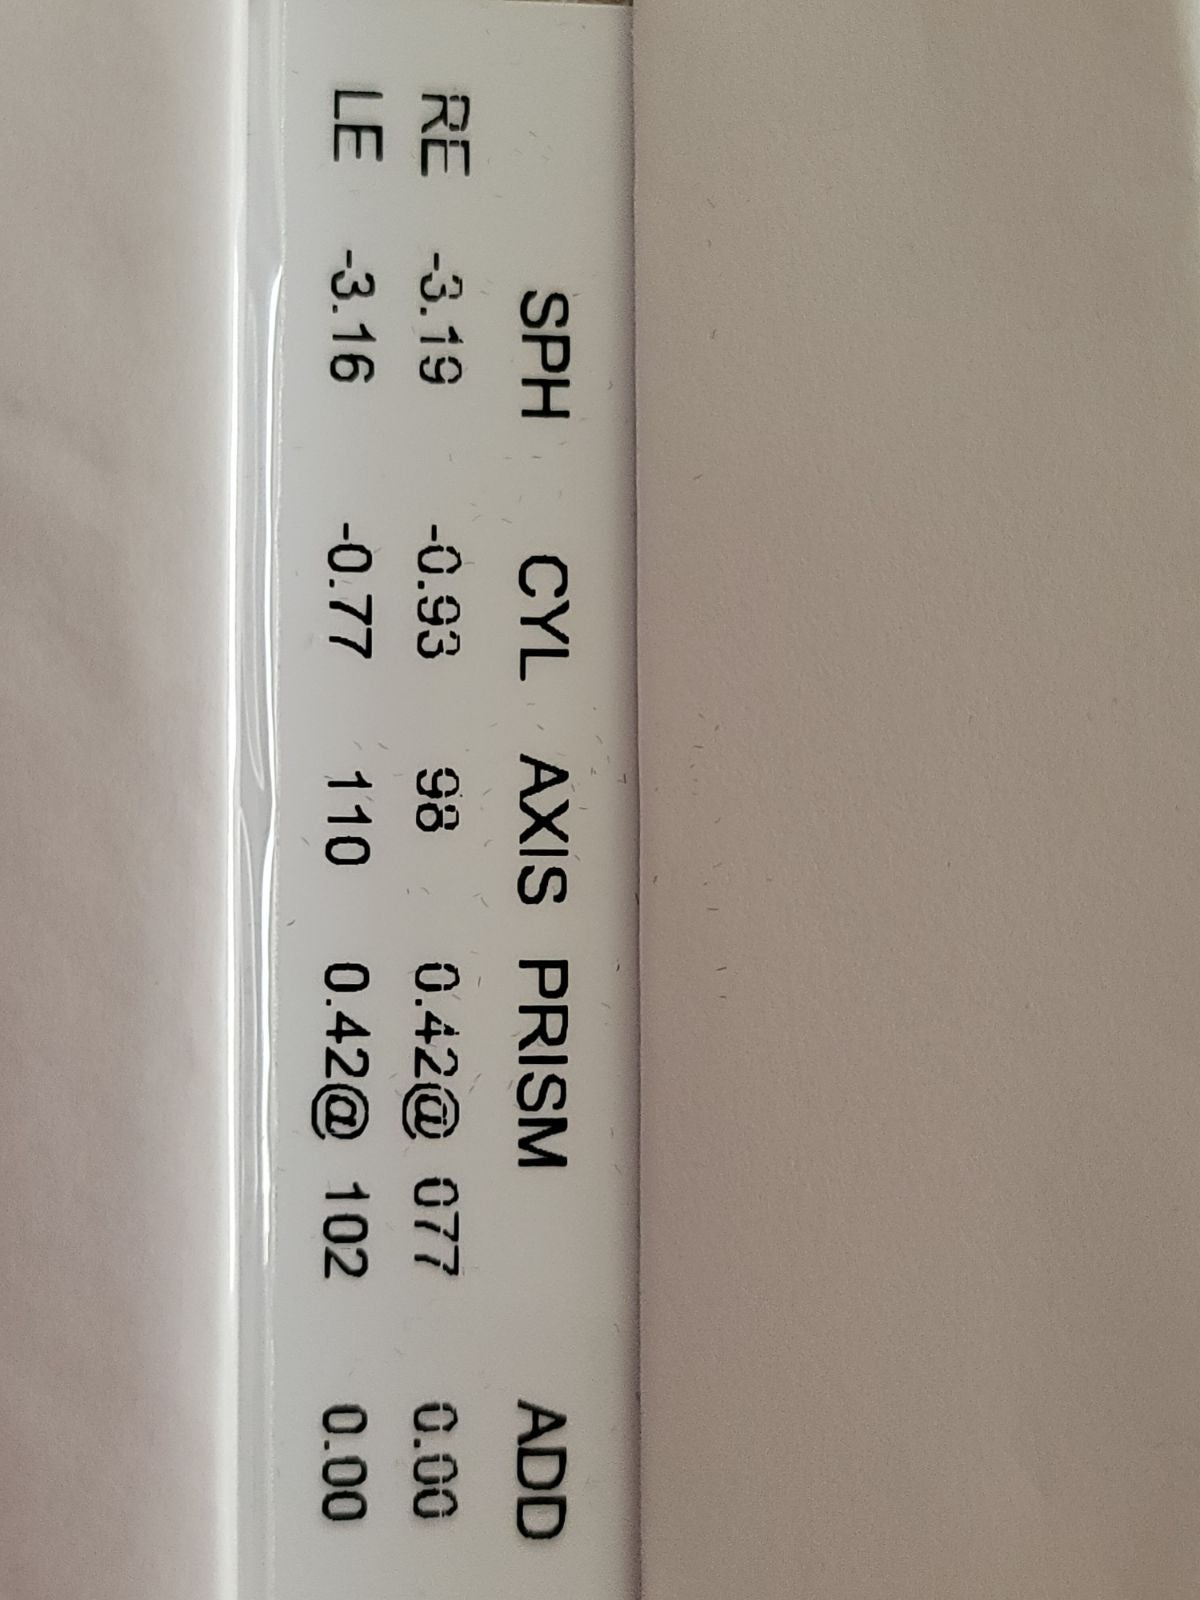 SPH CYL AXIS PRISM ADD
RE -3.19 -0.93 98 0.42@ 077 0.00
LE -3.16 -0.77 110 0.42@ 102 0.00